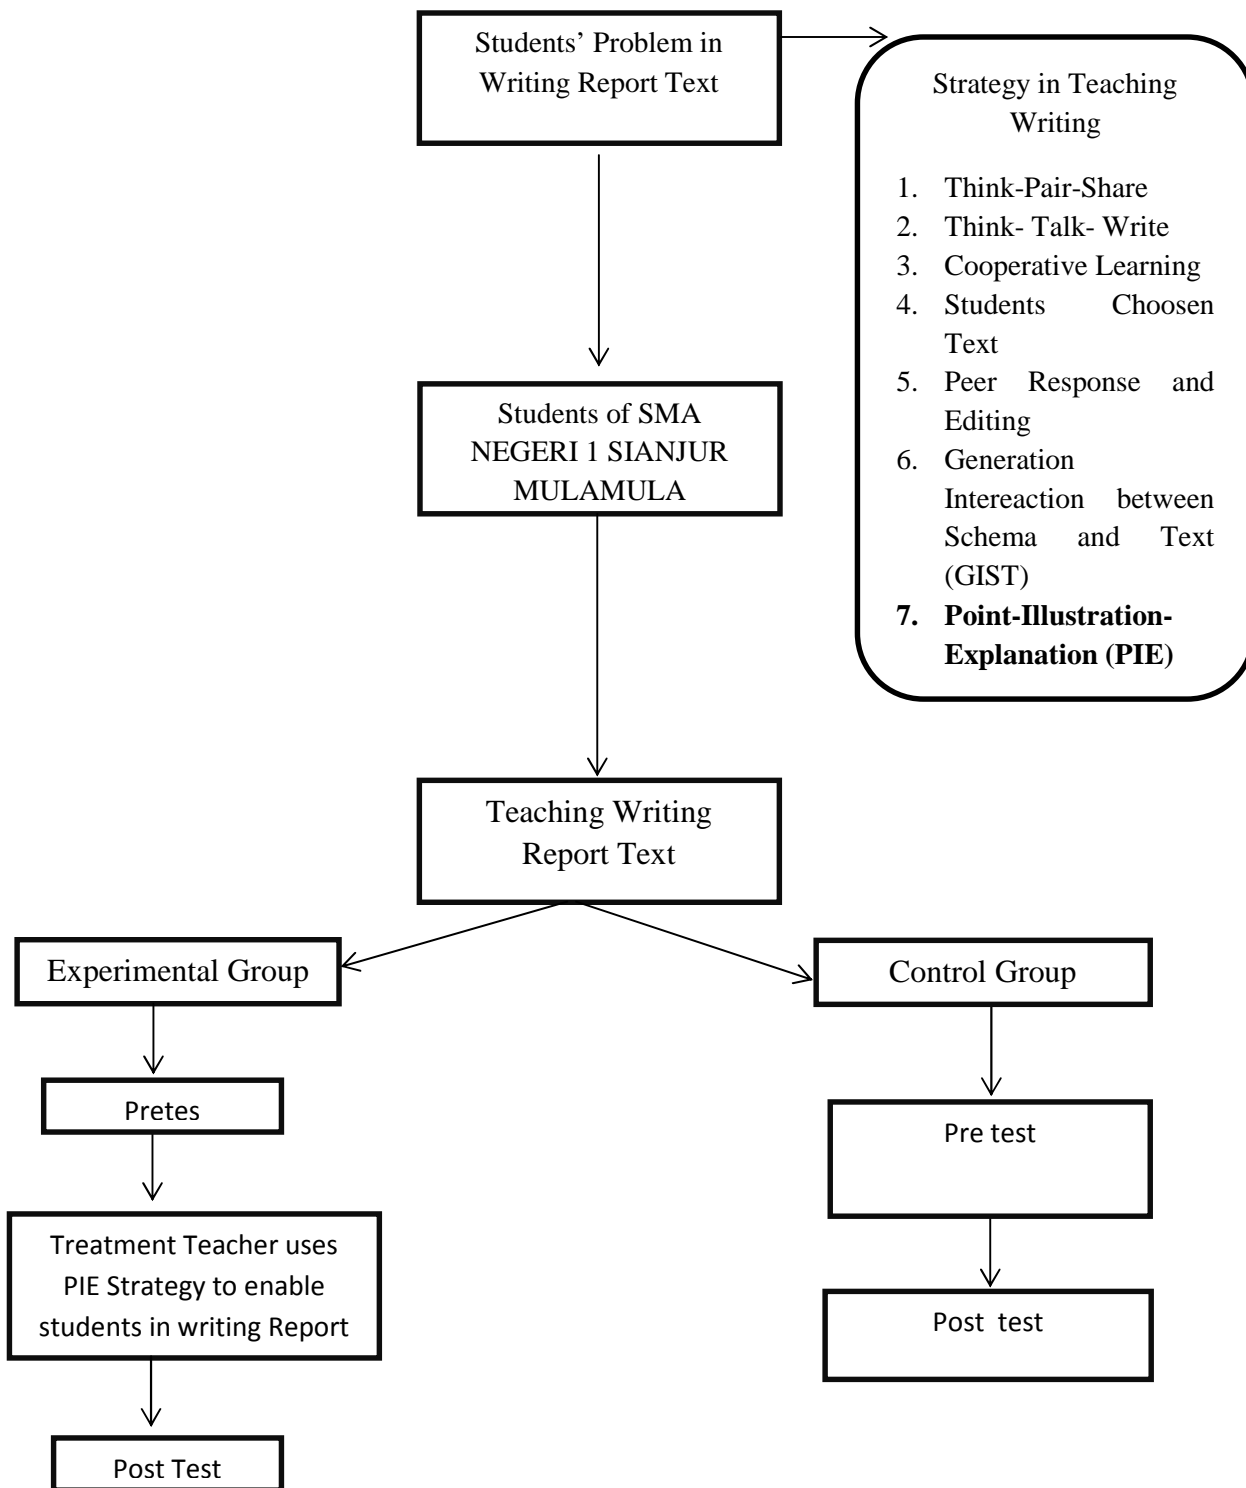 Students’ Problem in
Writing Report Text
Strategy in Teaching
Writing
1. Think-Pair-Share
2. Think- Talk- Write
3. Cooperative Learning
4. Students Choosen
Text
5. Peer Response and
Editing
6. Generation
Intereaction between
Schema and Text
(GIST)
7. Point-Illustration-
Explanation (PIE)
Students of SMA
NEGERI 1 SIANJUR
MULAMULA
Teaching Writing
Report Text
Experimental Group
Control Group
Pretes
Pre test
Treatment Teacher uses
PIE Strategy to enable
students in writing Report
Post test
Post Test